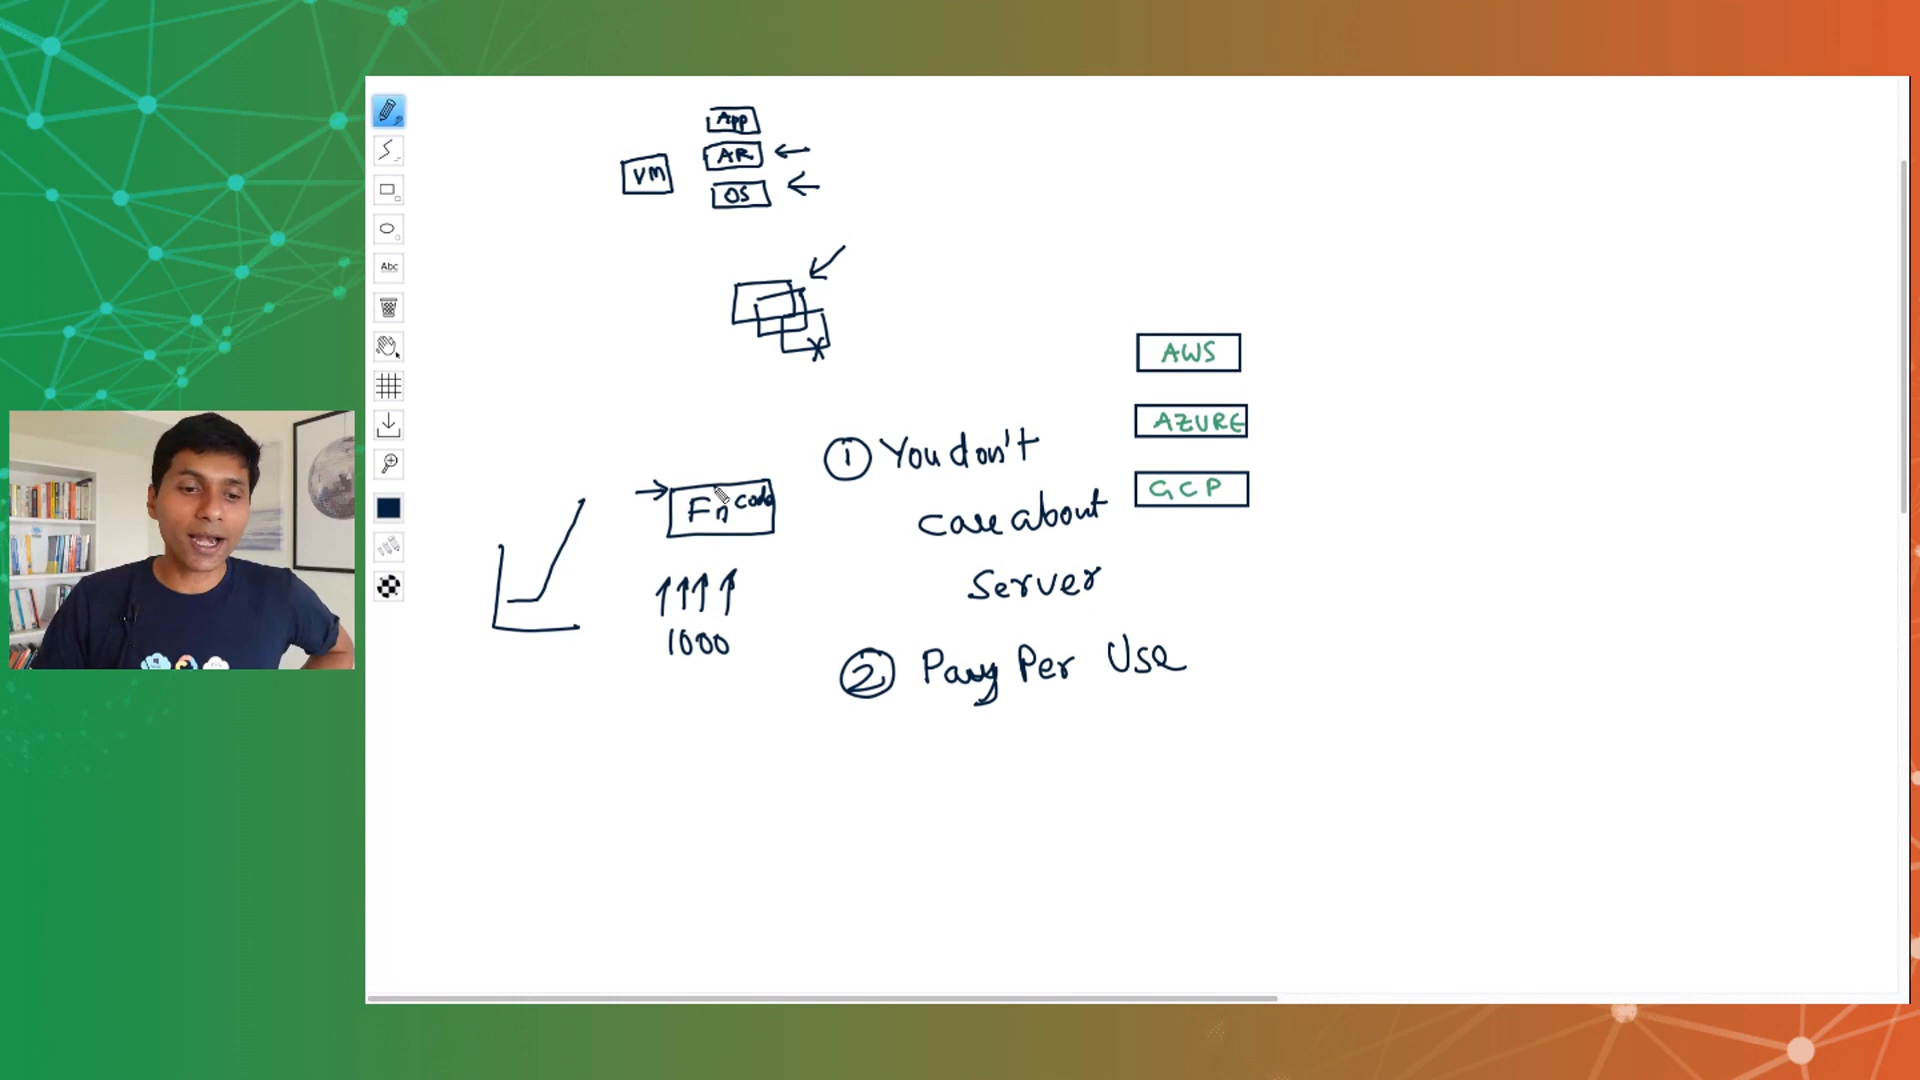 App
AR
VM
OS
Abc
AWS
AZURE
GCP
1 You don't
care about
Server
Fn code
1000
2 Pay Per Use